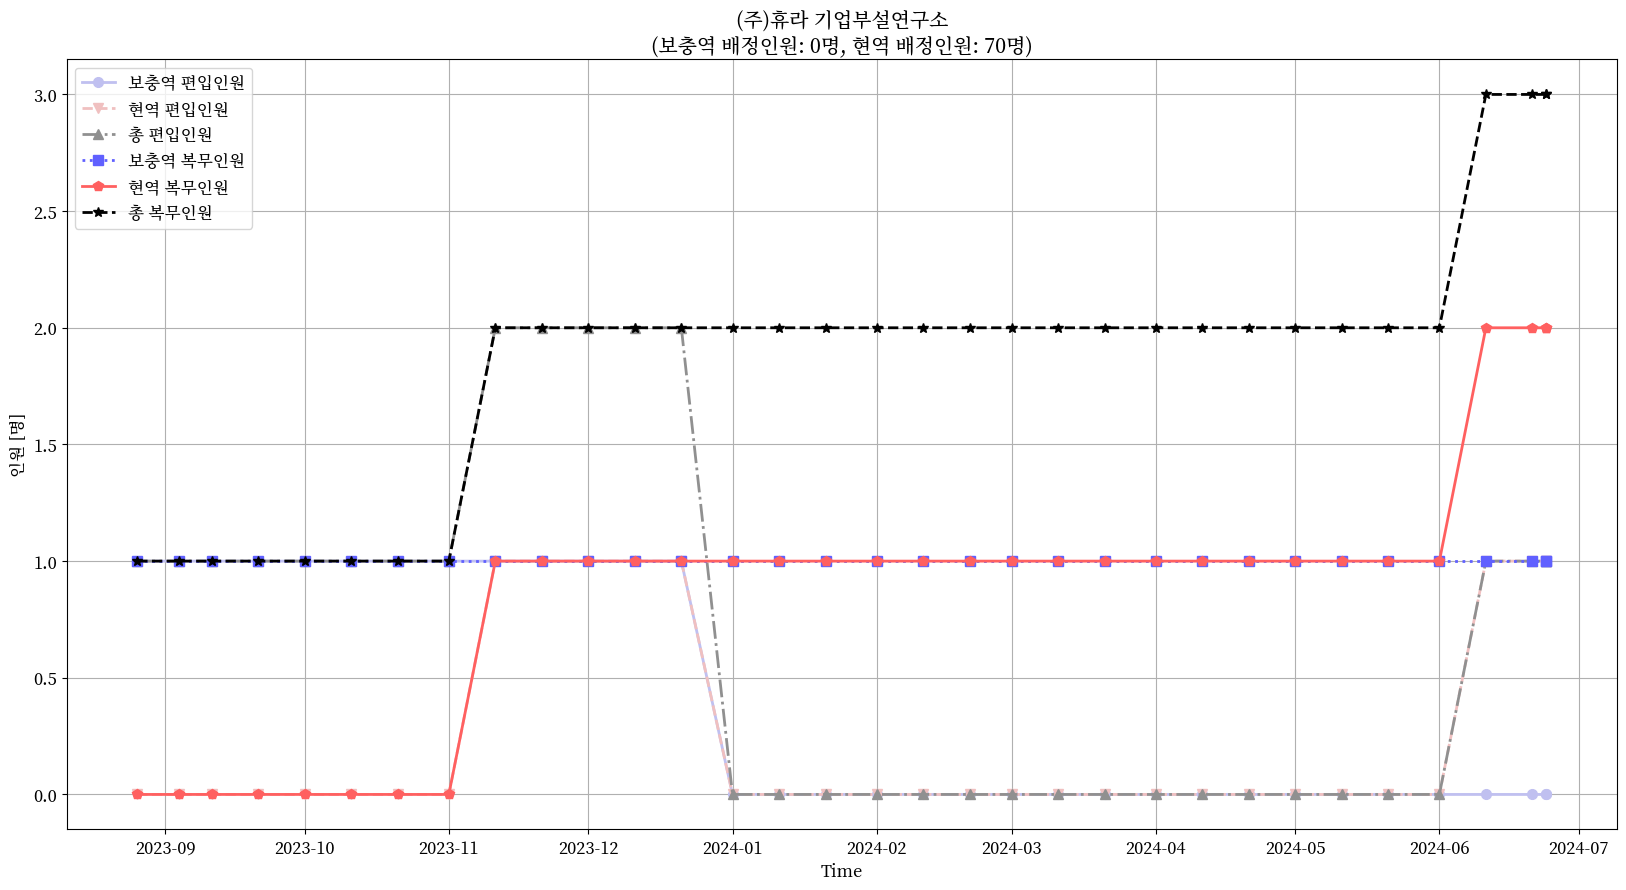 (주)휴라 기업부설연구소
(보충역 배정인원: 0명, 현역 배정인원: 70명)
보충역 편입인원
현역 편입인원
총 편입인원
보충역 복무인원
현역 복무인원
총 복무인원
3.0
2.5
2.0
1.5
1.0
0.5
0.0
인원 [명]
2023-09
2023-10
2023-11
2023-12
2024-01
2024-02
2024-03
2024-04
2024-05
2024-06
2024-07
Time